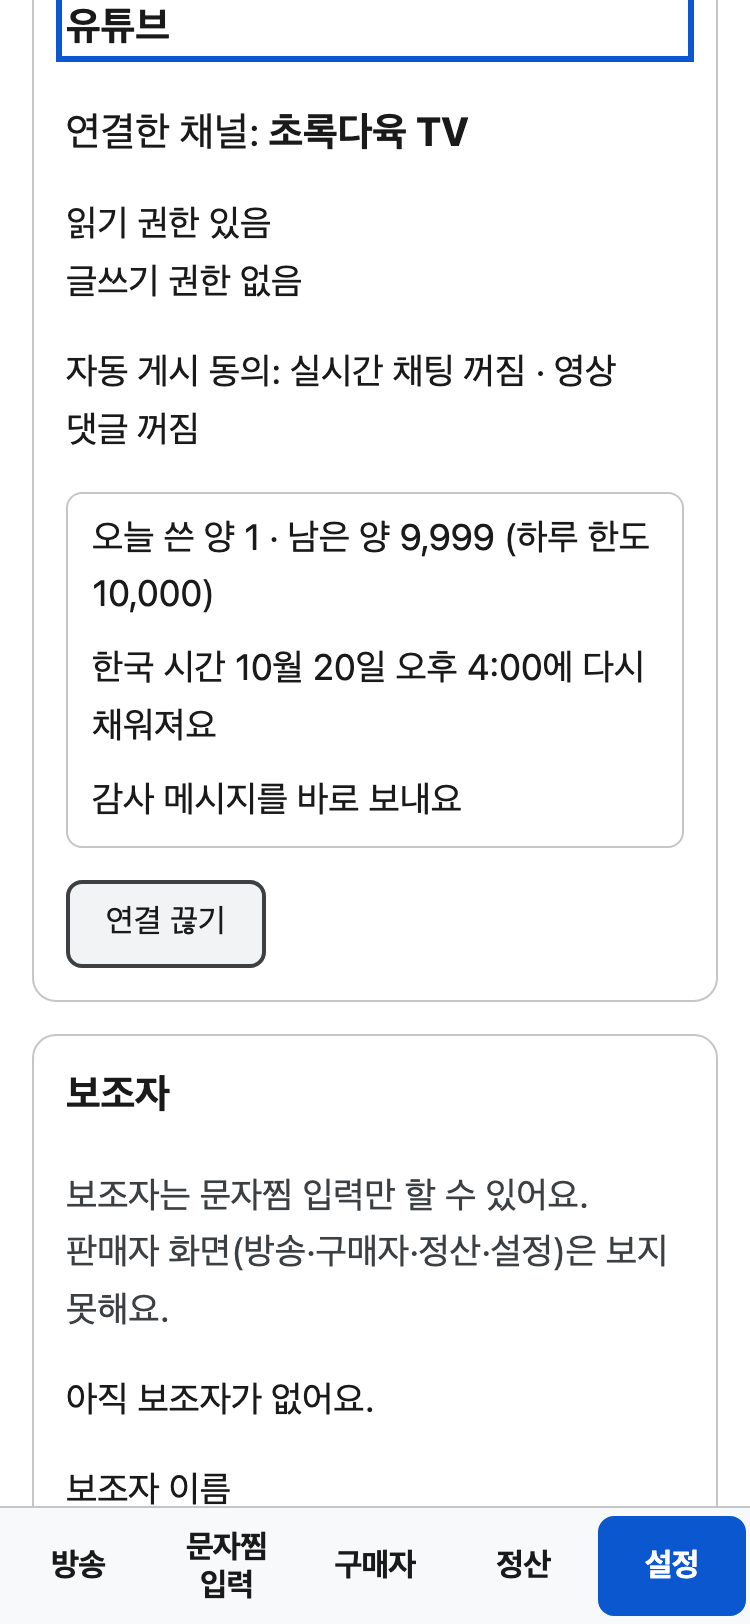 유튜브
연결한 채널: 초록다육 TV
읽기 권한 있음
글쓰기 권한 없음
자동 게시 동의: 실시간 채팅 꺼짐 · 영상
댓글 꺼짐
오늘 쓴 양 1 · 남은 양 9,999 (하루 한도
10,000)
한국 시간 10월 20일 오후 4:00에 다시
채워져요
감사 메시지를 바로 보내요
연결 끊기
보조자
보조자는 문자찜 입력만 할 수 있어요.
판매자 화면(방송·구매자·정산·설정)은 보지
못해요.
아직 보조자가 없어요.
보조자 이름
방송
문자찜
입력
구매자
정산
설정